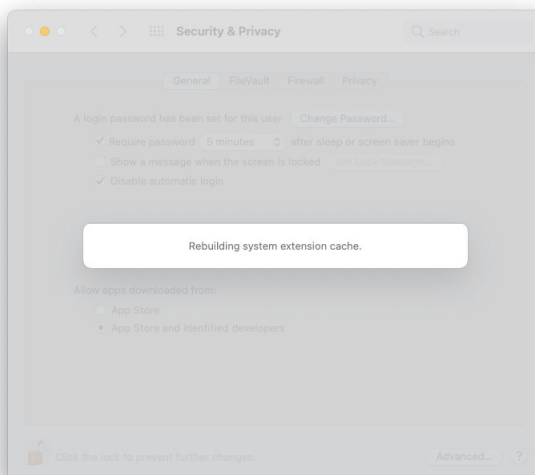 Security & Privacy
Search
General FileVault Firewall Privacy
A login password has been set for this user Change Password...
Require password 5 minutes after sleep or screen saver begins
Show a message when the screen is locked Set Lock Message...
Disable automatic login
Rebuilding system extension cache.
Allow apps downloaded from:
App Store
App Store and identified developers
Click the lock to prevent further changes.
Advanced... ?